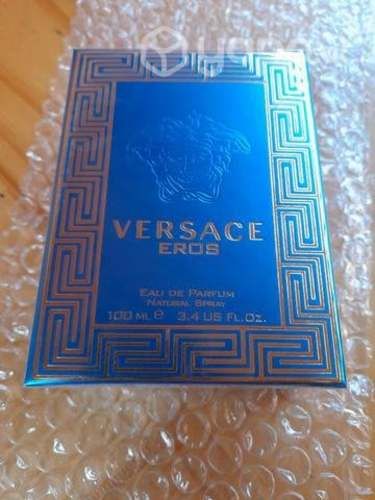 VERSACE
EROS
EAU DE PARFUM
NATURAL SPRAY
100 ML ℮ 3.4 US FL.OZ.